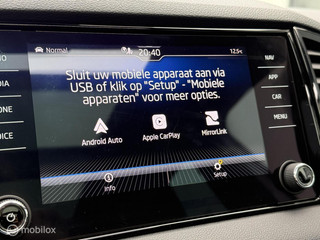 Normal 20:40 12.5°c
Sluit uw mobiele apparaat aan via
USB of klik op "Setup" - "Mobiele
apparaten" voor meer opties.
Android Auto Apple CarPlay MirrorLink
Info Setup
NAV
APP
CAR
MENU
DIA
ONE
OICE
© mobilox